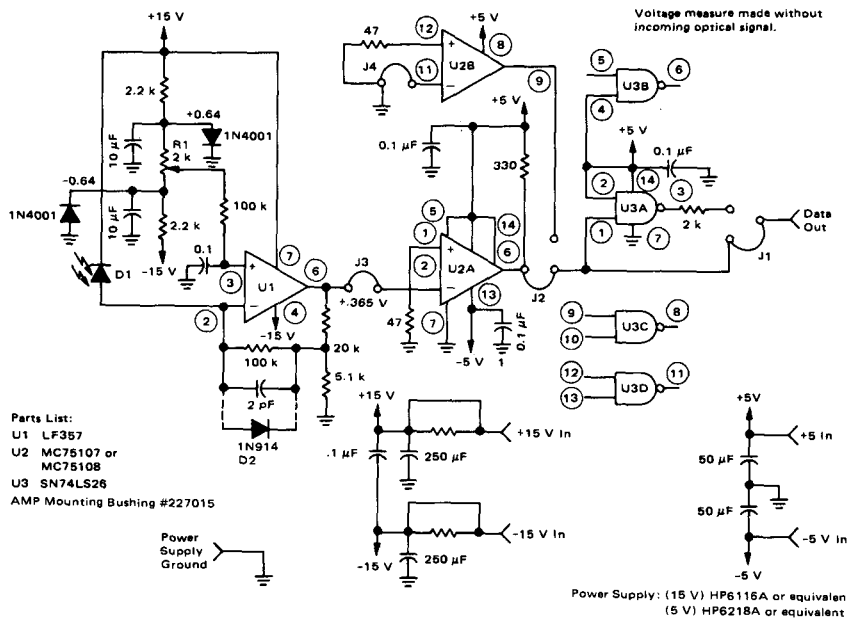 +15 V
2.2 k
+0.64
1N4001
10 µF
R1
2 k
-0.64
1N4001
10 µF
2.2 k
100 k
-15 V
0.1
D1
3
+
7
U1
6
2
−
4
-15 V
J3
+.365 V
100 k
20 k
2 pF
5.1 k
1N914
D2
47
12
+
+5 V
8
J4
11
−
U2B
9
+5 V
0.1 µF
330
5
14
1
+
6
2
U2A
−
13
J2
47
7
-5 V
0.1 µF
1
Voltage measure made without
incoming optical signal.
5
6
U3B
4
+5 V
0.1 µF
2
14
3
U3A
1
7
2 k
Data
Out
J1
9
8
U3C
10
12
11
U3D
13
Parts List:
U1 LF357
U2 MC75107 or
MC75108
U3 SN74LS26
AMP Mounting Bushing #227015
Power
Supply
Ground
+15 V
+15 V In
.1 µF
250 µF
-15 V In
-15 V
250 µF
+5V
+5 In
50 µF
50 µF
-5 In
-5 V
Power Supply: (15 V) HP6116A or equivalen
(5 V) HP6218A or equivalent